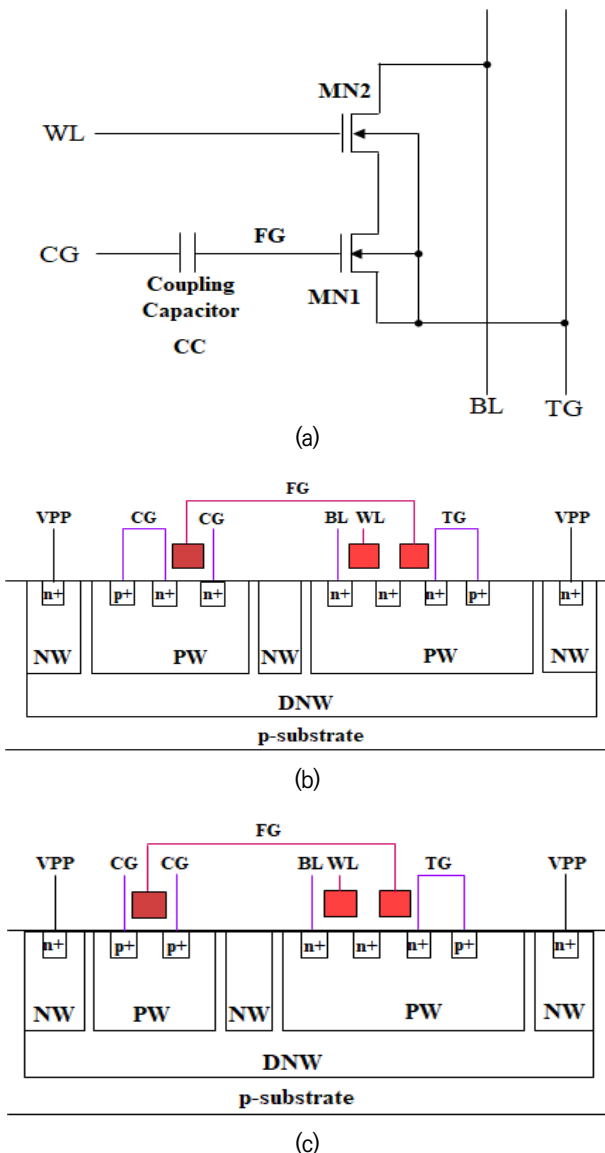 MN2
WL
FG
CG
Coupling
Capacitor
CC
MN1
BL TG
(a)
FG
VPP CG CG BL WL TG VPP
n+ p+ n+ n+ n+ n+ n+ p+ n+
NW PW NW PW NW
DNW
p-substrate
(b)
FG
VPP CG CG BL WL TG VPP
n+ p+ p+ n+ n+ n+ p+ n+
NW PW NW PW NW
DNW
p-substrate
(c)